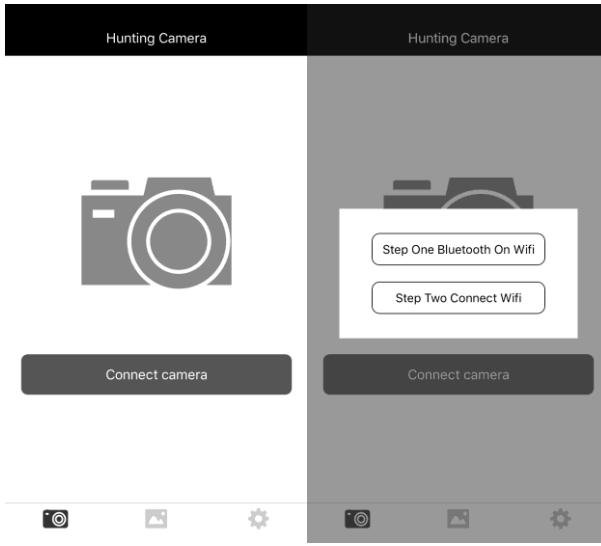 Hunting Camera
Connect camera
Hunting Camera
Step One Bluetooth On Wifi
Step Two Connect Wifi
Connect camera